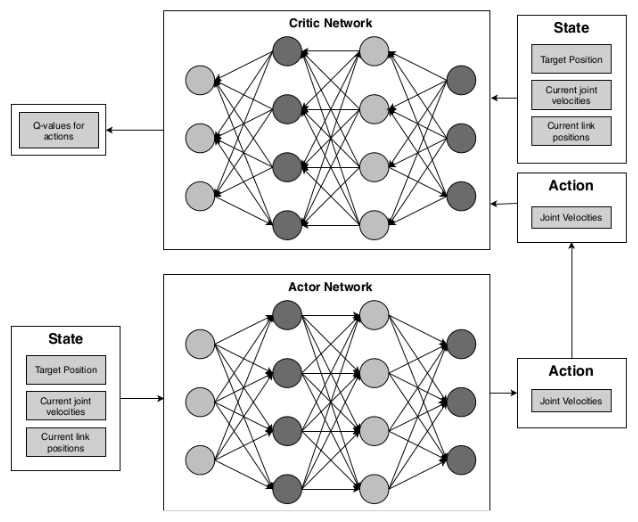 Critic Network
State
Target Position
Current joint
velocities
Current link
positions
Q-values for
actions
Action
Joint Velocities
Actor Network
State
Target Position
Current joint
velocities
Current link
positions
Action
Joint Velocities